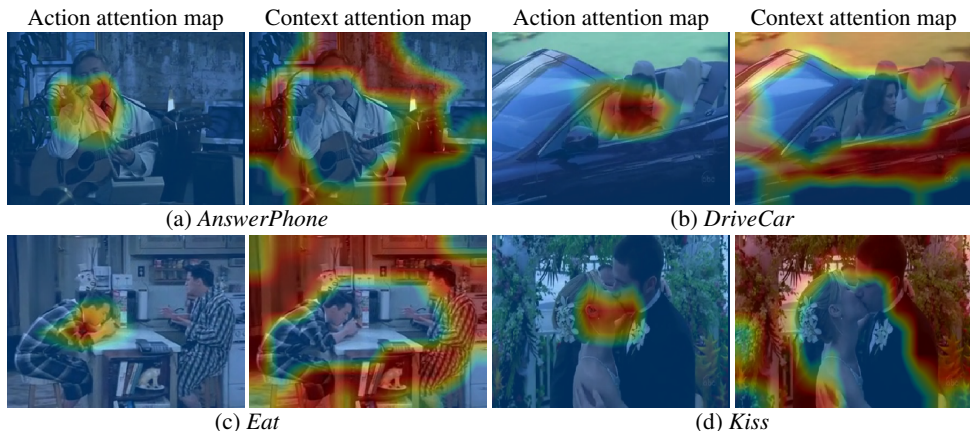 Action attention map Context attention map Action attention map Context attention map
(a) AnswerPhone (b) DriveCar
(c) Eat (d) Kiss